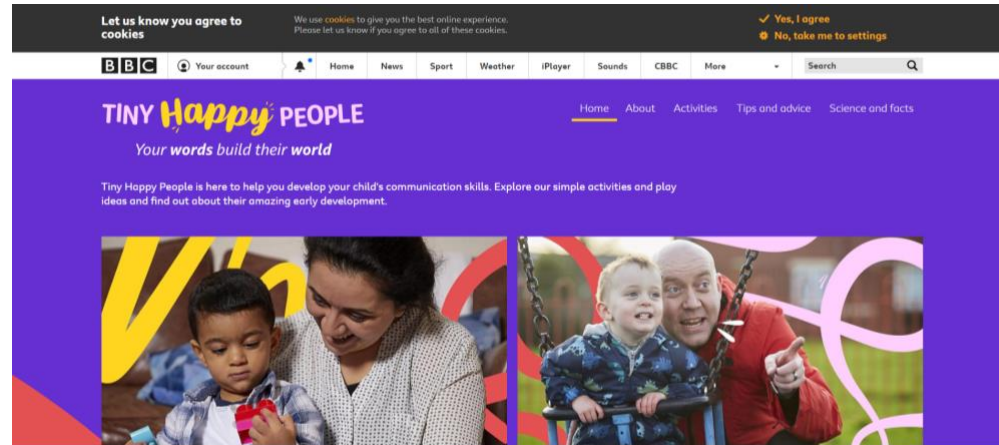 Let us know you agree to
cookies
We use cookies to give you the best online experience.
Please let us know if you agree to all of these cookies.
Yes, I agree
No, take me to settings
BBC
Your account
Home
News
Sport
Weather
iPlayer
Sounds
CBBC
More
Search
TINY Happy PEOPLE
Your words build their world
Home
About
Activities
Tips and advice
Science and facts
Tiny Happy People is here to help you develop your child's communication skills. Explore our simple activities and play
ideas and find out about their amazing early development.